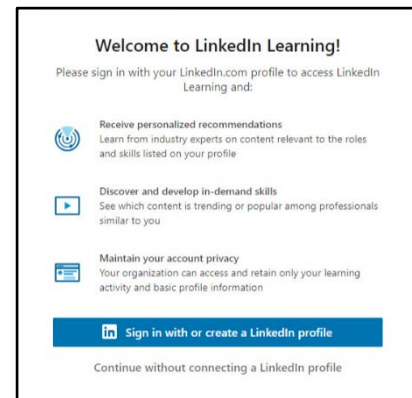 Welcome to LinkedIn Learning!
Please sign in with your LinkedIn.com profile to access LinkedIn
Learning and:
Receive personalized recommendations
Learn from industry experts on content relevant to the roles
and skills listed on your profile
Discover and develop in-demand skills
See which content is trending or popular among professionals
similar to you
Maintain your account privacy
Your organization can access and retain only your learning
activity and basic profile information
in Sign in with or create a LinkedIn profile
Continue without connecting a LinkedIn profile